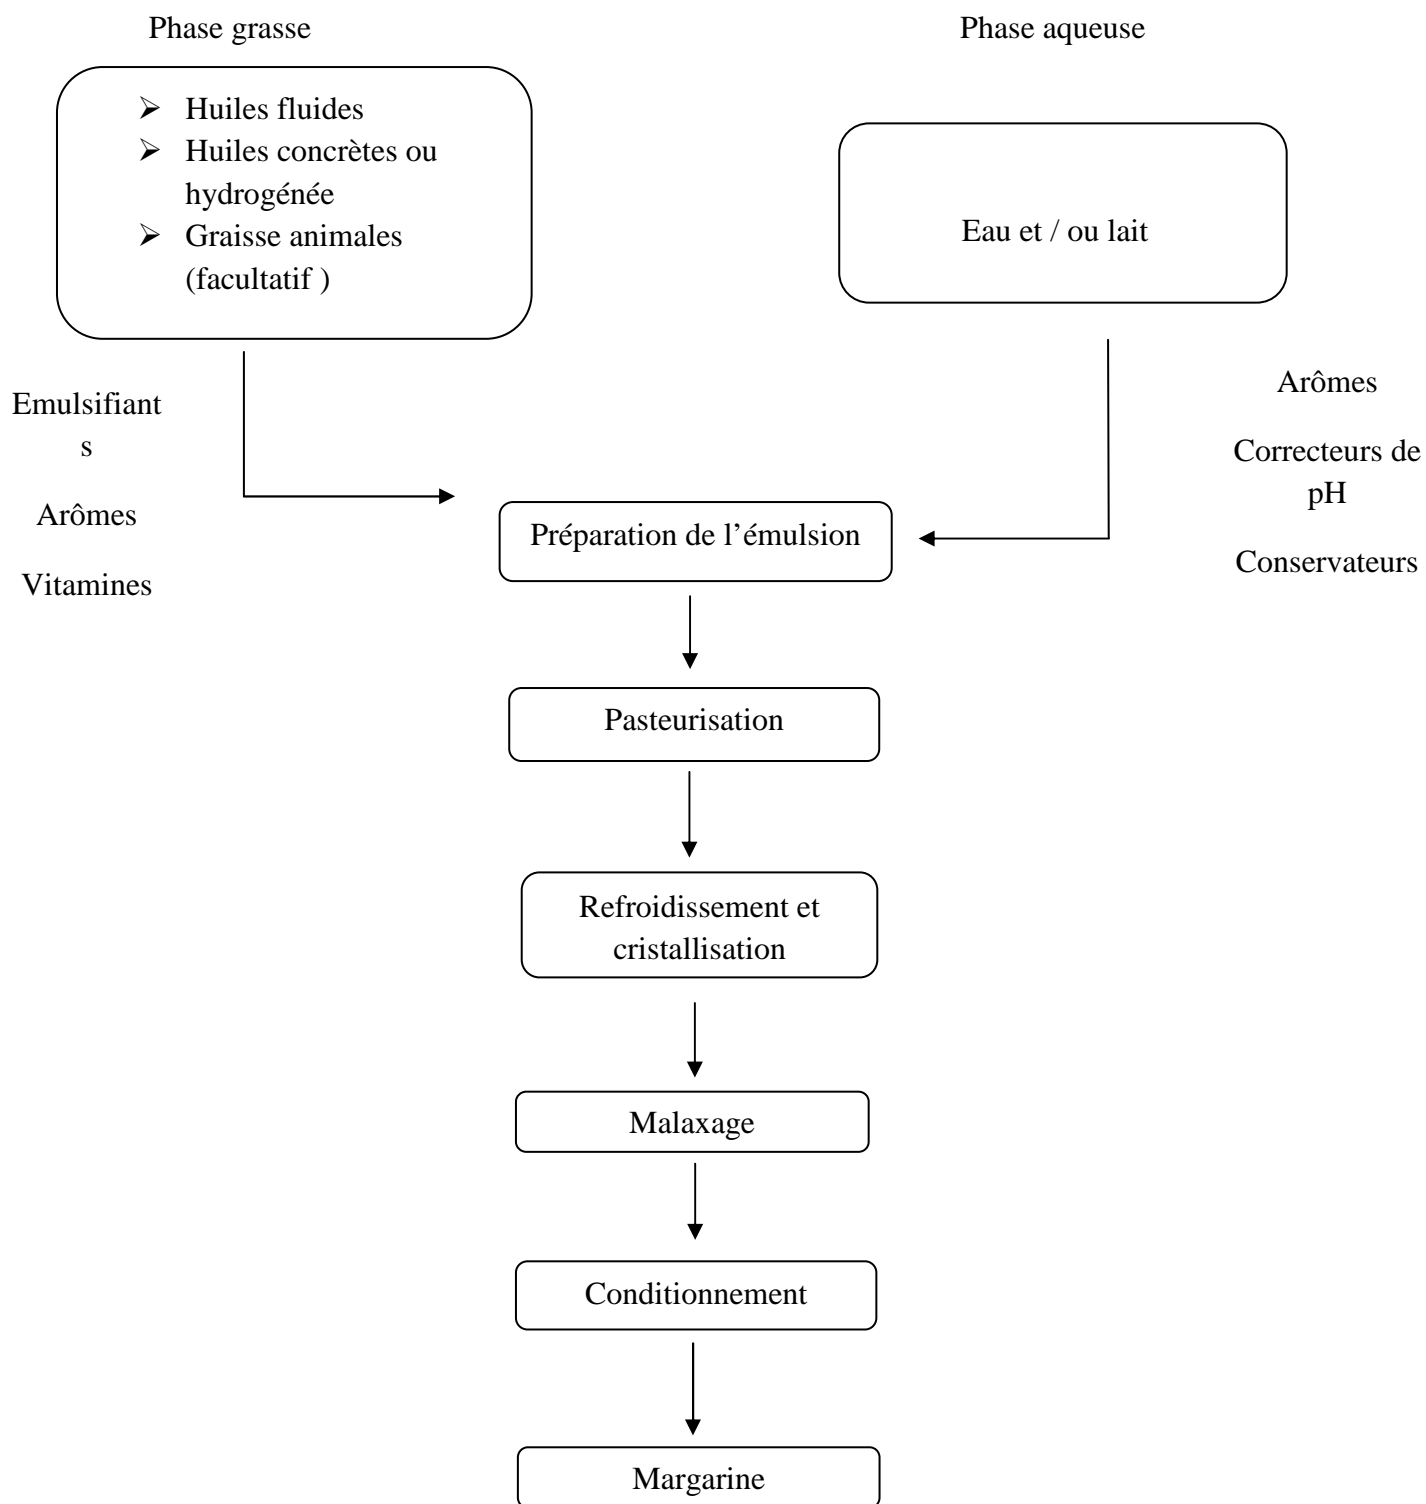 Phase grasse
Phase aqueuse
➢ Huiles fluides
➢ Huiles concrètes ou
hydrogénée
➢ Graisse animales
(facultatif )
Eau et / ou lait
Emulsifiant
s
Arômes
Vitamines
Arômes
Correcteurs de
pH
Conservateurs
Préparation de l’émulsion
Pasteurisation
Refroidissement et
cristallisation
Malaxage
Conditionnement
Margarine